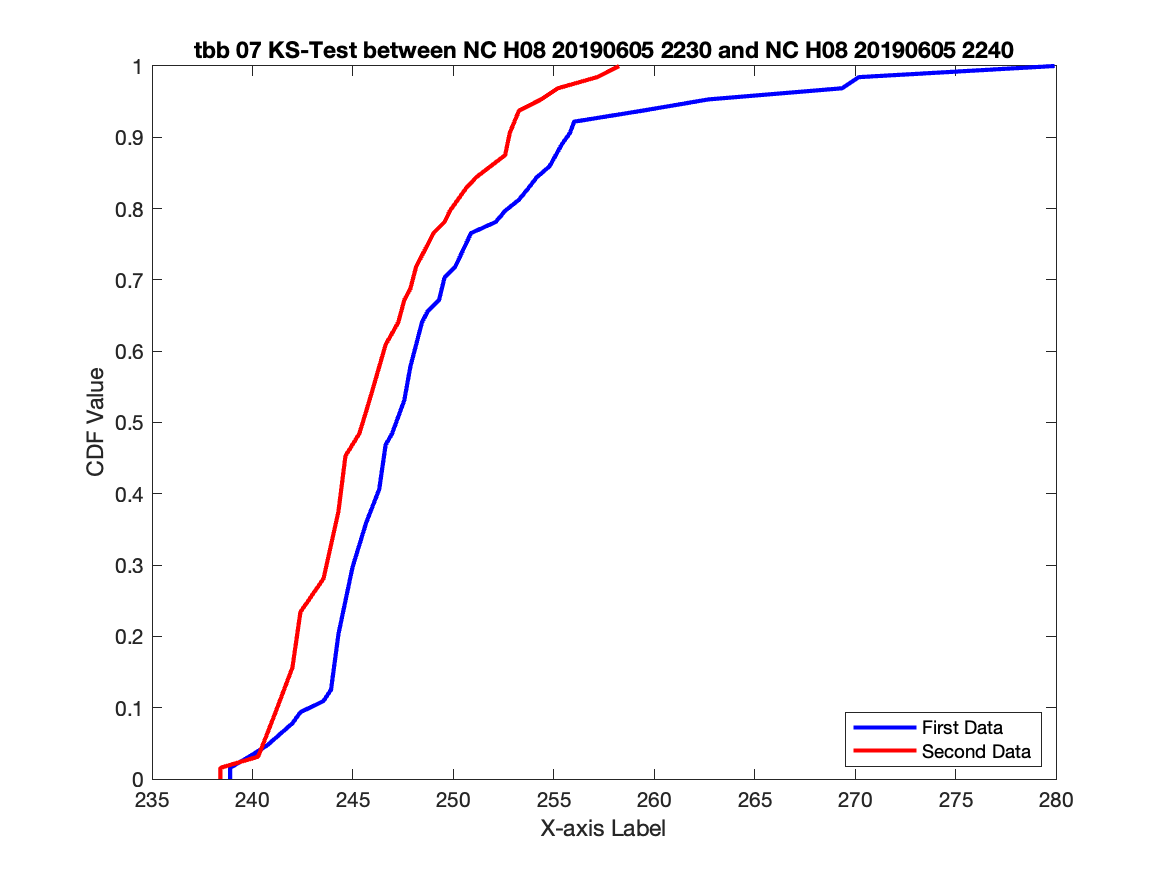 tbb 07 KS-Test between NC H08 20190605 2230 and NC H08 20190605 2240
1
0.9
0.8
0.7
0.6
0.5
0.4
0.3
0.2
0.1
0
CDF Value
First Data
Second Data
235 240 245 250 255 260 265 270 275 280
X-axis Label